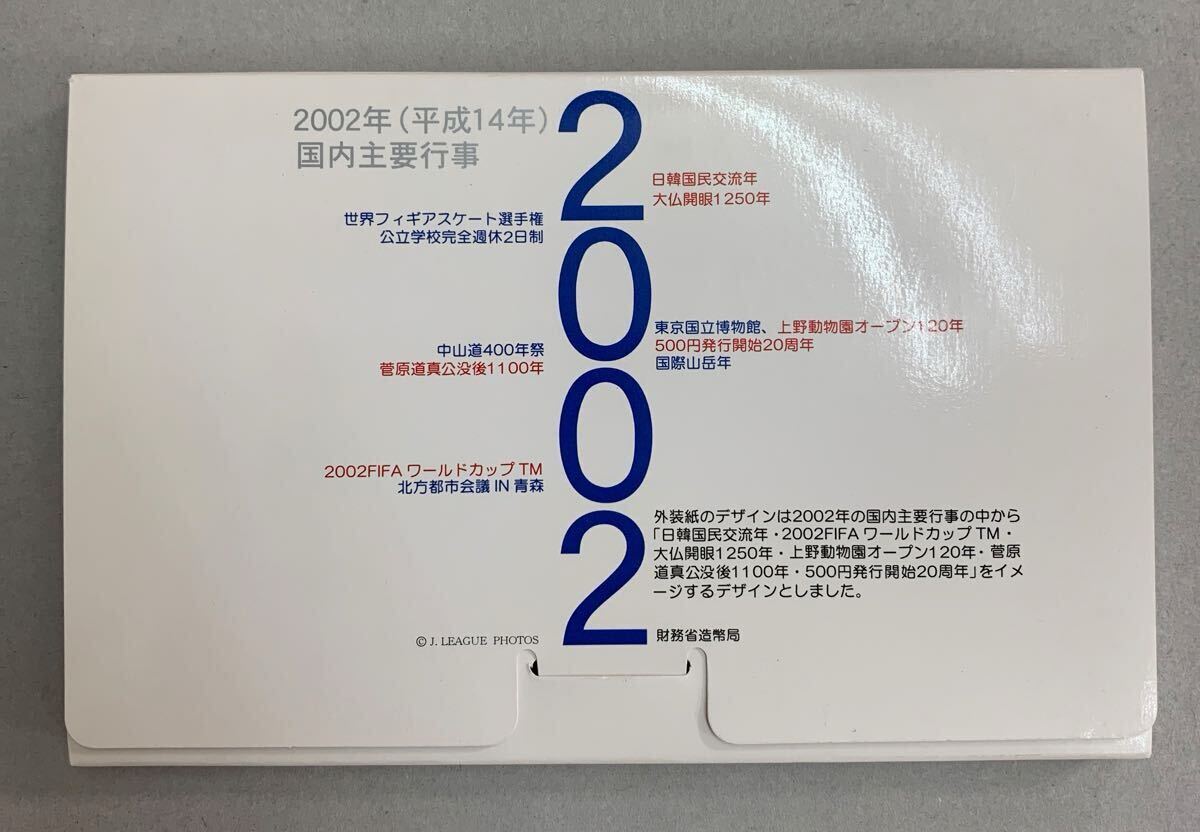 2002年(平成14年)
国内主要行事
2002
日韓国民交流年
大仏開眼1250年
世界フィギアスケート選手権
公立学校完全週休2日制
東京国立博物館、上野動物園オープン120年
500円発行開始20周年
国際山岳年
中山道400年祭
菅原道真公没後1100年
2002FIFA ワールドカップ TM
北方都市会議 IN 青森
外装紙のデザインは2002年の国内主要行事の中から
「日韓国民交流年・2002FIFA ワールドカップ TM・
大仏開眼1250年・上野動物園オープン120年・菅原
道真公没後1100年・500円発行開始20周年」をイメ
ージするデザインとしました。
© J. LEAGUE PHOTOS
財務省造幣局